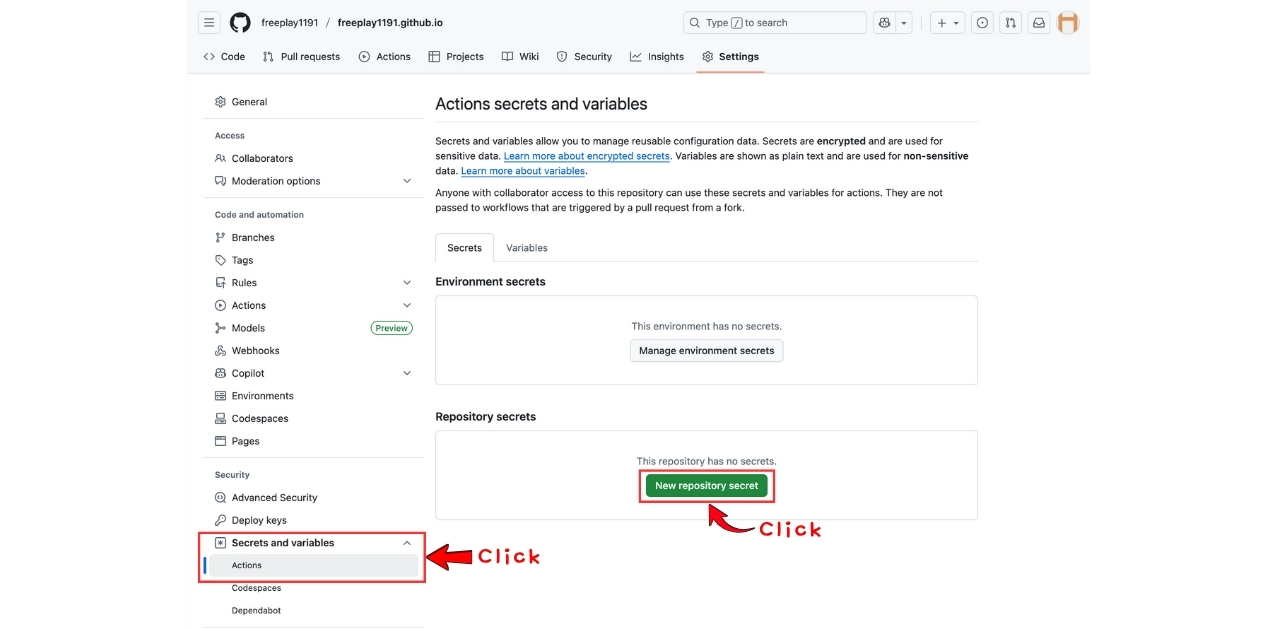 freeplay1191 / freeplay1191.github.io
Type / to search
Code
Pull requests
Actions
Projects
Wiki
Security
Insights
Settings
General
Access
Collaborators
Moderation options
Code and automation
Branches
Tags
Rules
Actions
Models Preview
Webhooks
Copilot
Environments
Codespaces
Pages
Security
Advanced Security
Deploy keys
Secrets and variables
Actions
Codespaces
Dependabot
Click
Actions secrets and variables
Secrets and variables allow you to manage reusable configuration data. Secrets are encrypted and are used for
sensitive data. Learn more about encrypted secrets. Variables are shown as plain text and are used for non-sensitive
data. Learn more about variables.
Anyone with collaborator access to this repository can use these secrets and variables for actions. They are not
passed to workflows that are triggered by a pull request from a fork.
Secrets
Variables
Environment secrets
This environment has no secrets.
Manage environment secrets
Repository secrets
This repository has no secrets.
New repository secret
Click